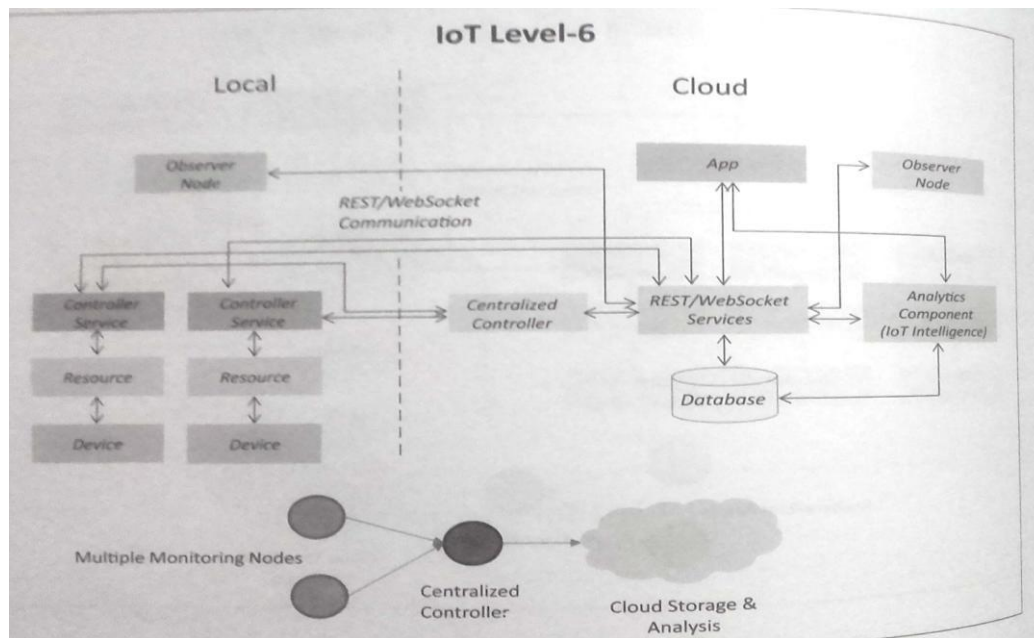 IoT Level-6
Local
Cloud
Observer
Node
App
Observer
Node
REST/WebSocket
Communication
Controller
Service
Controller
Service
Centralized
Controller
REST/WebSocket
Services
Analytics
Component
(IoT Intelligence)
Resource
Resource
Database
Device
Device
Multiple Monitoring Nodes
Centralized
Controller
Cloud Storage &
Analysis